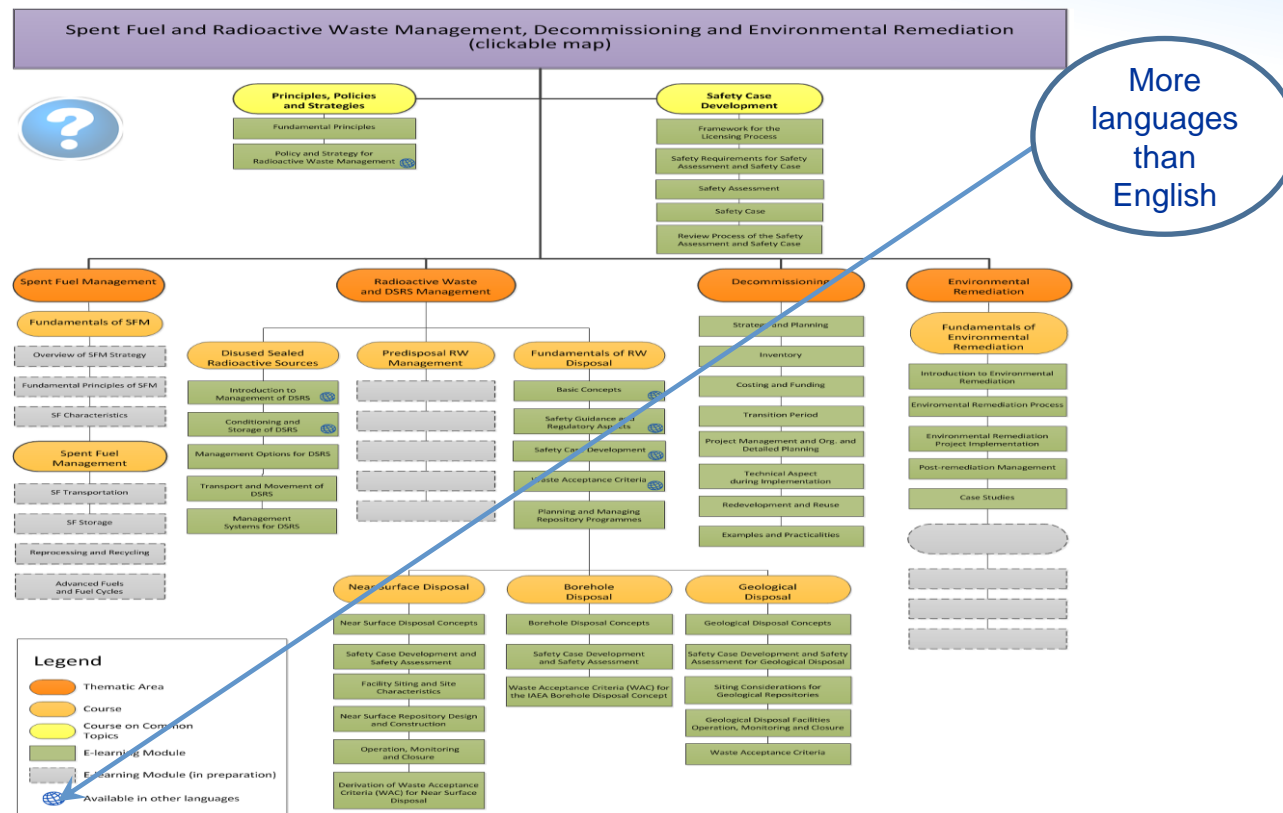 Spent Fuel and Radioactive Waste Management, Decommissioning and Environmental Remediation
(clickable map)
?
More
languages
than
English
Principles, Policies
and Strategies
Fundamental Principles
Policy and Strategy for
Radioactive Waste Management
Safety Case
Development
Framework for the
Licensing Process
Safety Requirements for Safety
Assessment and Safety Case
Safety Assessment
Safety Case
Review Process of the Safety
Assessment and Safety Case
Spent Fuel Management
Fundamentals of SFM
Overview of SFM Strategy
Fundamental Principles of SFM
SF Characteristics
Spent Fuel
Management
SF Transportation
SF Storage
Reprocessing and Recycling
Advanced Fuels
and Fuel Cycles
Radioactive Waste
and DSRS Management
Disused Sealed
Radioactive Sources
Introduction to
Management of DSRS
Conditioning and
Storage of DSRS
Management Options for DSRS
Transport and Movement of
DSRS
Management
Systems for DSRS
Predisposal RW
Management
Fundamentals of RW
Disposal
Basic Concepts
Safety Guidance and
Regulatory Aspects
Safety Case Development
Waste Acceptance Criteria
Planning and Managing
Repository Programmes
Near Surface Disposal
Near Surface Disposal Concepts
Safety Case Development and
Safety Assessment
Facility Siting and Site
Characteristics
Near Surface Repository Design
and Construction
Operation, Monitoring
and Closure
Derivation of Waste Acceptance
Criteria (WAC) for Near Surface
Disposal
Borehole
Disposal
Borehole Disposal Concepts
Safety Case Development
and Safety Assessment
Waste Acceptance Criteria (WAC) for
the IAEA Borehole Disposal Concept
Geological
Disposal
Geological Disposal Concepts
Safety Case Development and Safety
Assessment for Geological Disposal
Siting Considerations for
Geological Repositories
Geological Disposal Facilities
Operation, Monitoring and Closure
Waste Acceptance Criteria
Decommissioning
Strategy and Planning
Inventory
Costing and Funding
Transition Period
Project Management and Org. and
Detailed Planning
Technical Aspect
during Implementation
Redevelopment and Reuse
Examples and Practicalities
Environmental
Remediation
Fundamentals of
Environmental
Remediation
Introduction to Environmental
Remediation
Enviromental Remediation Process
Environmental Remediation
Project Implementation
Post-remediation Management
Case Studies
Legend
Thematic Area
Course
Course on Common
Topics
E-learning Module
E-learning Module (in preparation)
Available in other languages